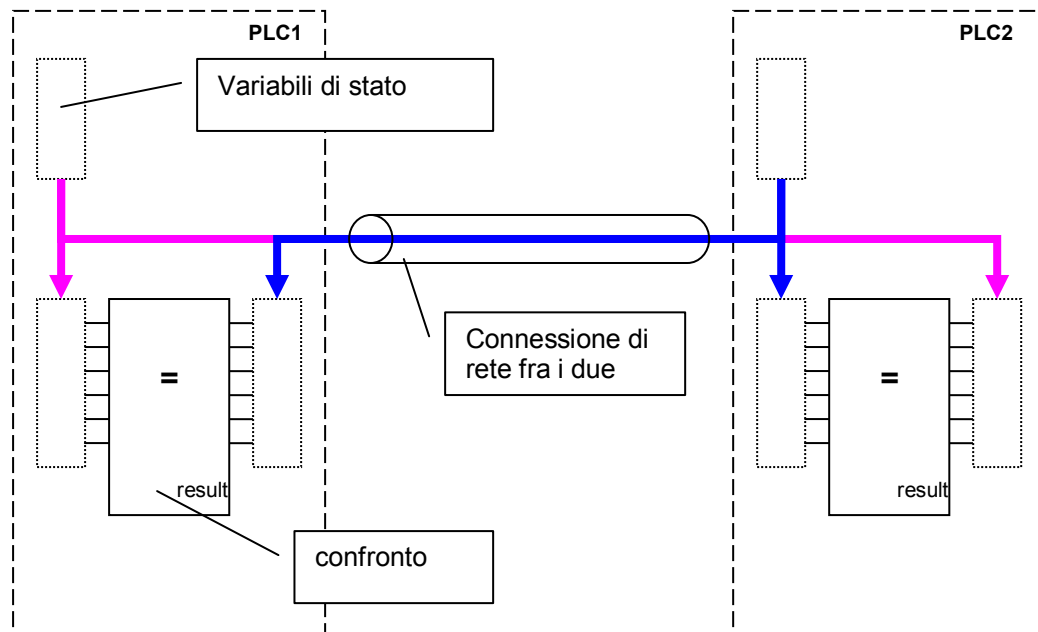 PLC1
PLC2
Variabili di stato
Connessione di
rete fra i due
=
=
result
result
confronto